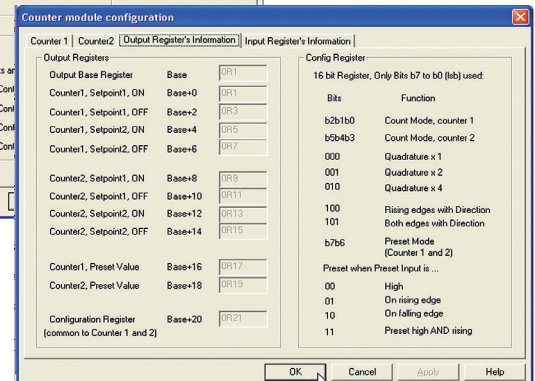 Counter module configuration
Counter 1 Counter2 Output Register's Information Input Register's Information
Output Registers
Output Base Register Base 0R1
Counter1, Setpoint1, ON Base+0 0R1
Counter1, Setpoint1, OFF Base+2 0R3
Counter1, Setpoint2, ON Base+4 0R5
Counter1, Setpoint2, OFF Base+6 0R7
Counter2, Setpoint1, ON Base+8 0R9
Counter2, Setpoint1, OFF Base+10 0R11
Counter2, Setpoint2, ON Base+12 0R13
Counter2, Setpoint2, OFF Base+14 0R15
Counter1, Preset Value Base+16 0R17
Counter2, Preset Value Base+18 0R19
Configuration Register Base+20 0R21
(common to Counter 1 and 2)
Config Register
16 bit Register, Only Bits b7 to b0 (lsb) used:
Bits Function
b2b1b0 Count Mode, counter 1
b5b4b3 Count Mode, counter 2
000 Quadrature x 1
001 Quadrature x 2
010 Quadrature x 4
100 Rising edges with Direction
101 Both edges with Direction
b7b6 Preset Mode
(Counter 1 and 2)
Preset when Preset Input is ...
00 High
01 On rising edge
10 On falling edge
11 Preset high AND rising
OK Cancel Apply Help